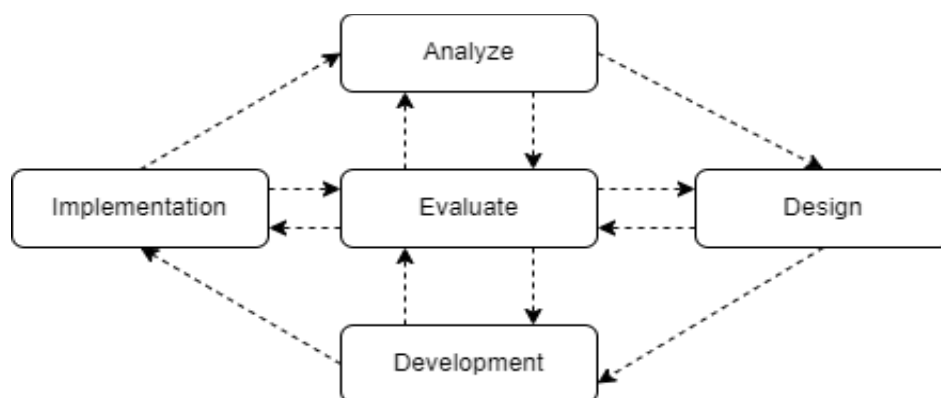 Analyze
Implementation
Evaluate
Design
Development